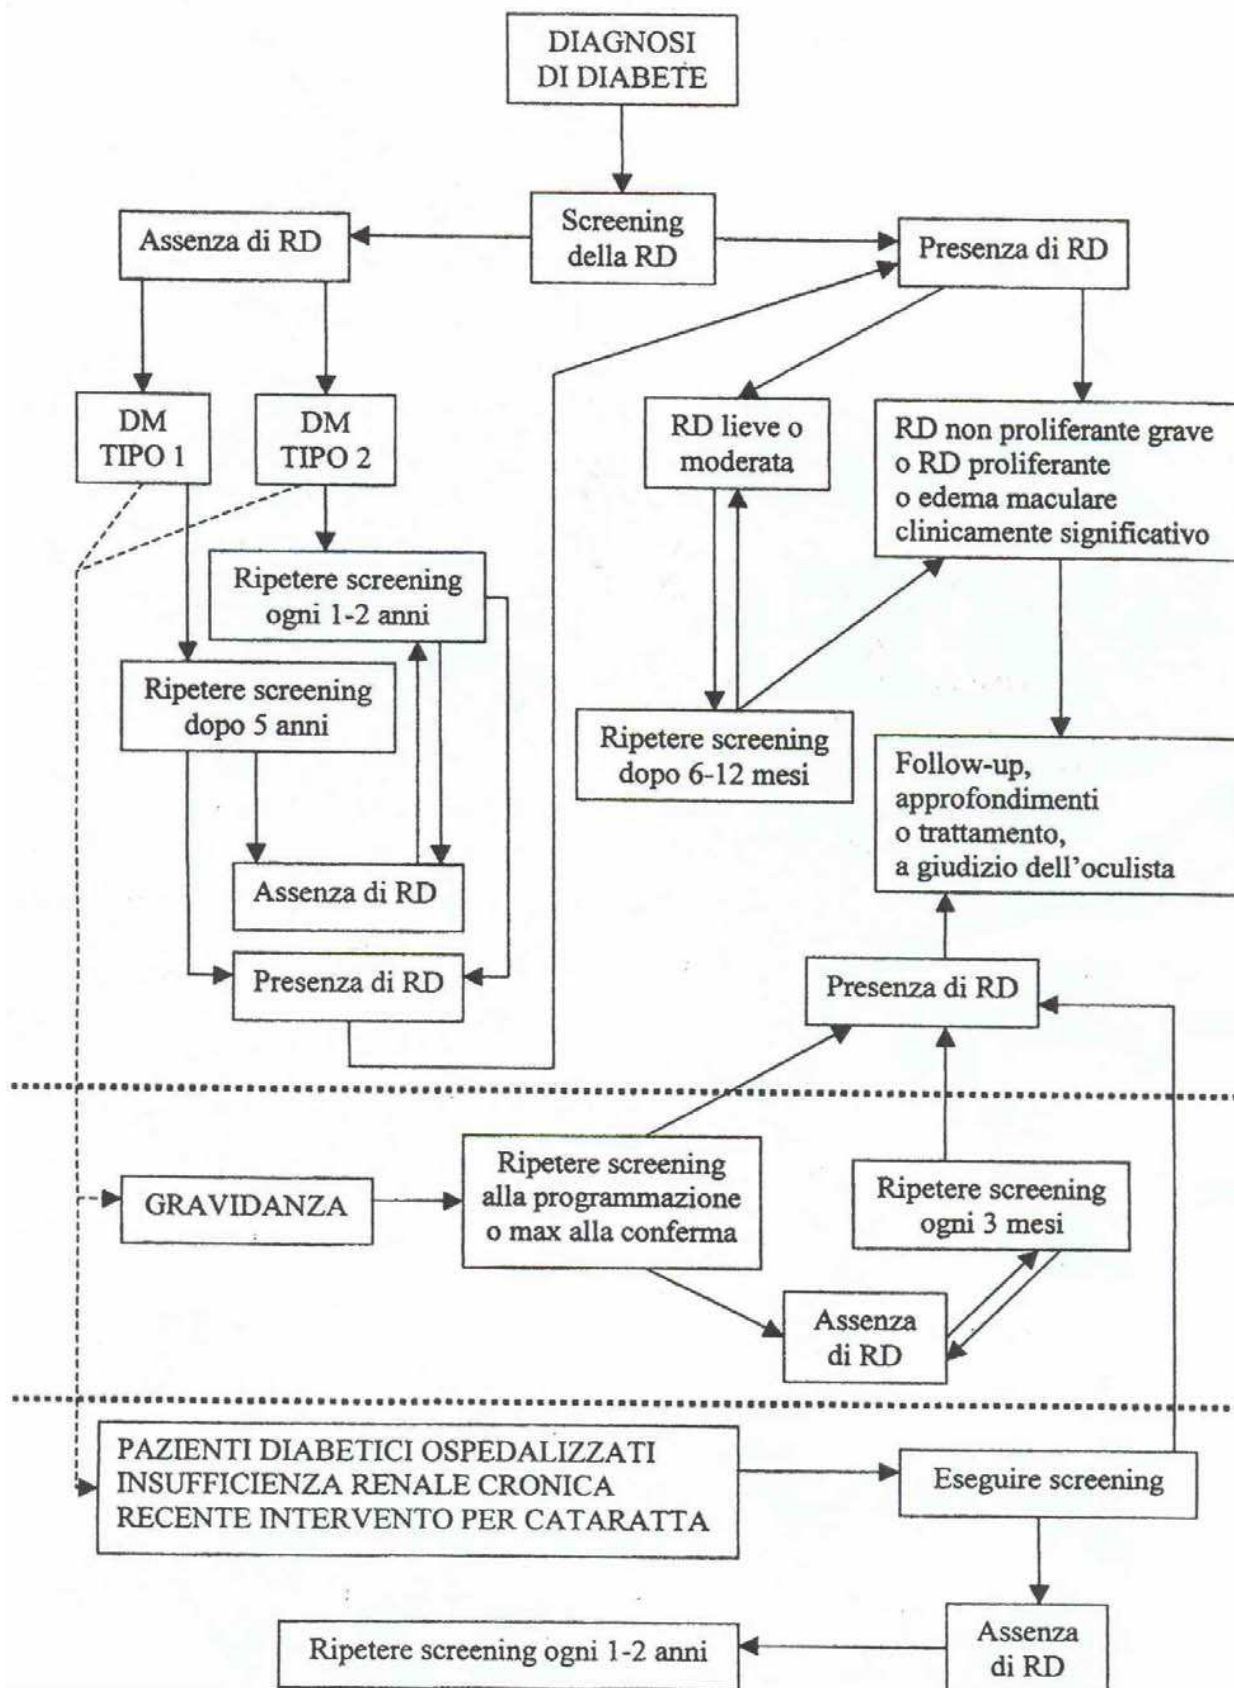 DIAGNOSI
DI DIABETE
Assenza di RD
Screening
della RD
Presenza di RD
DM
TIPO 1
DM
TIPO 2
RD lieve o
moderata
RD non proliferante grave
o RD proliferante
o edema maculare
clinicamente significativo
Ripetere screening
ogni 1-2 anni
Ripetere screening
dopo 5 anni
Ripetere screening
dopo 6-12 mesi
Follow-up,
approfondimenti
o trattamento,
a giudizio dell'oculista
Assenza di RD
Presenza di RD
Presenza di RD
GRAVIDANZA
Ripetere screening
alla programmazione
o max alla conferma
Ripetere screening
ogni 3 mesi
Assenza
di RD
PAZIENTI DIABETICI OSPEDALIZZATI
INSUFFICIENZA RENALE CRONICA
RECENTE INTERVENTO PER CATARATTA
Eseguire screening
Ripetere screening ogni 1-2 anni
Assenza
di RD